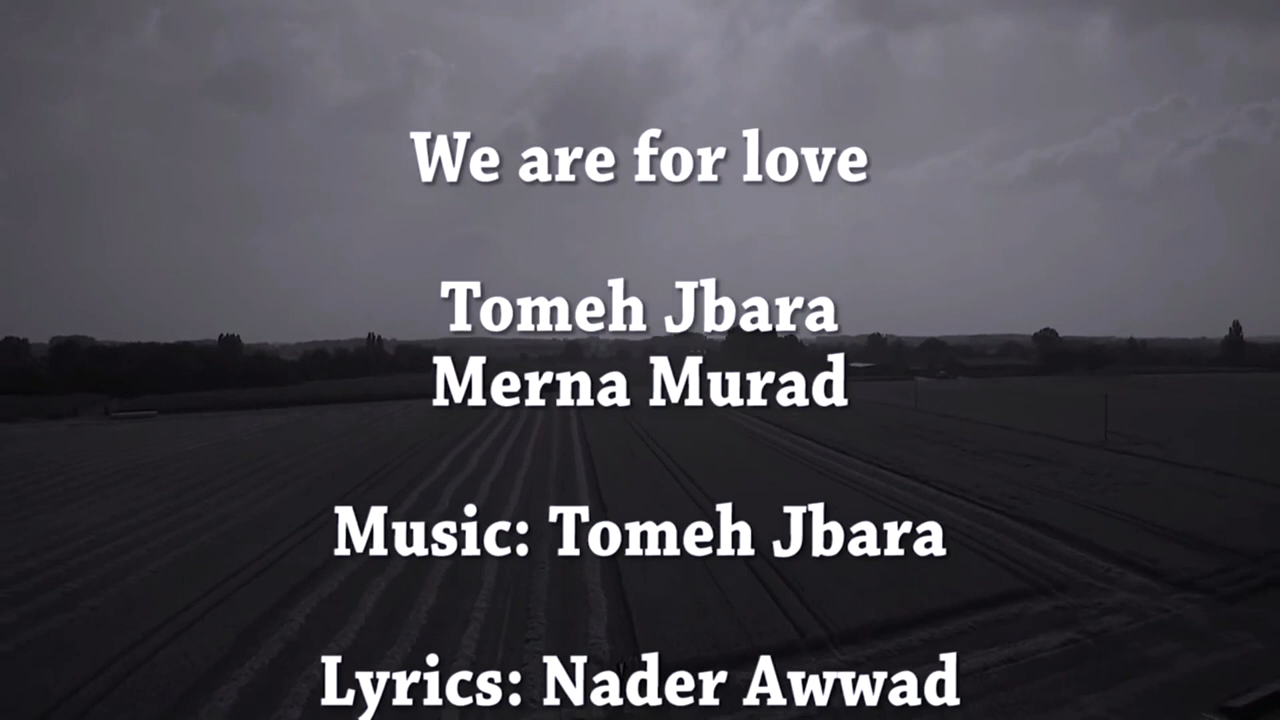 We are for love
Tomeh Jbara
Merna Murad
Music: Tomeh Jbara
Lyrics: Nader Awwad